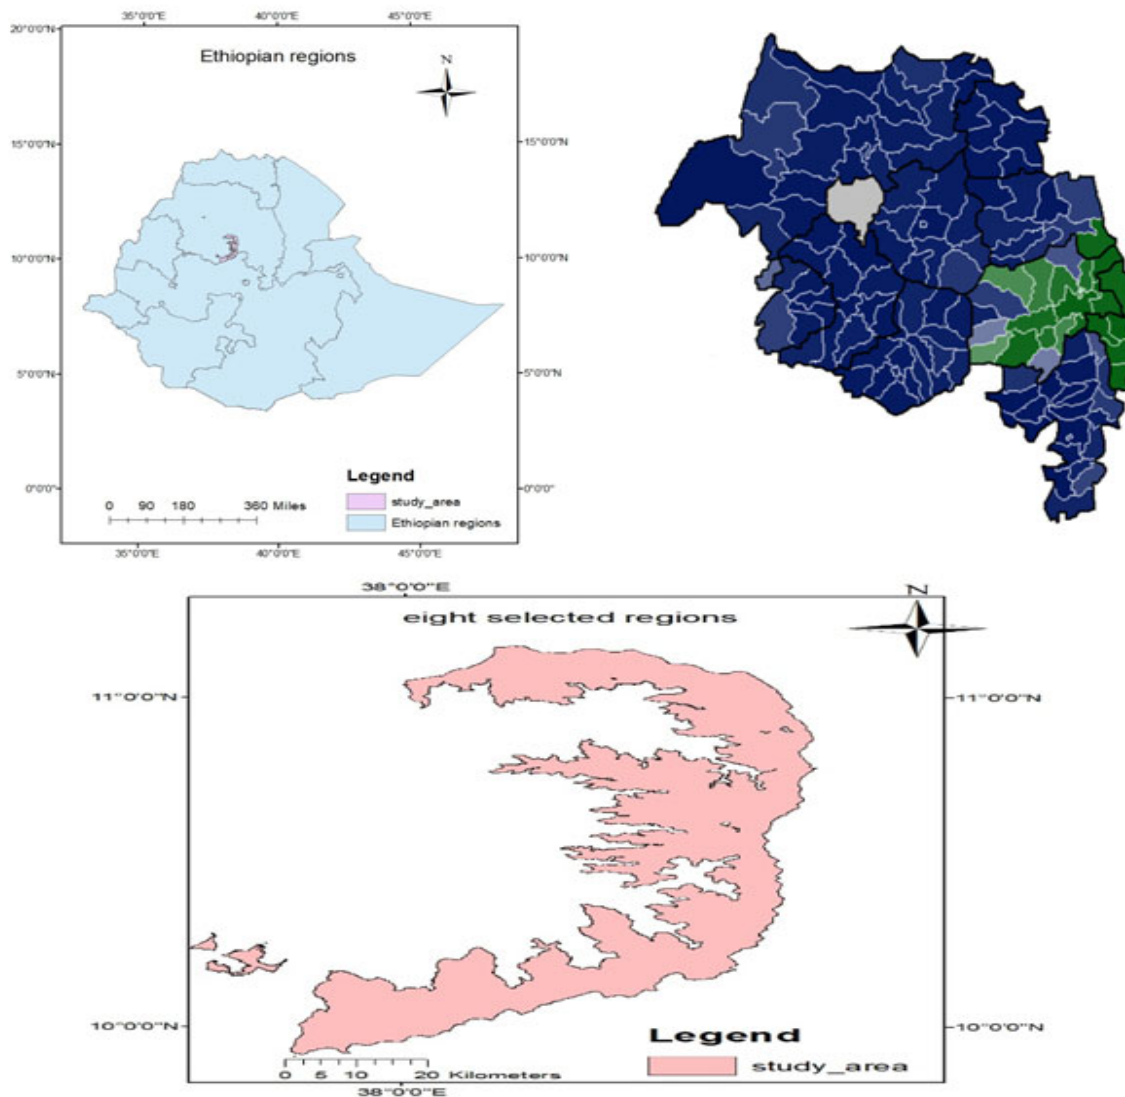 35°0'0"E 40°0'0"E 45°0'0"E
20°0'0"N
Ethiopian regions
N
15°0'0"N 15°0'0"N
10°0'0"N 10°0'0"N
5°0'0"N 5°0'0"N
Legend
study_area
Ethiopian regions
0°0'0" 0°0'0"
0 90 180 360 Miles
35°0'0"E 40°0'0"E 45°0'0"E
38°0'0"E
eight selected regions
N
11°0'0"N 11°0'0"N
10°0'0"N 10°0'0"N
Legend
study_area
0 5 10 20 Kilometers
38°0'0"E